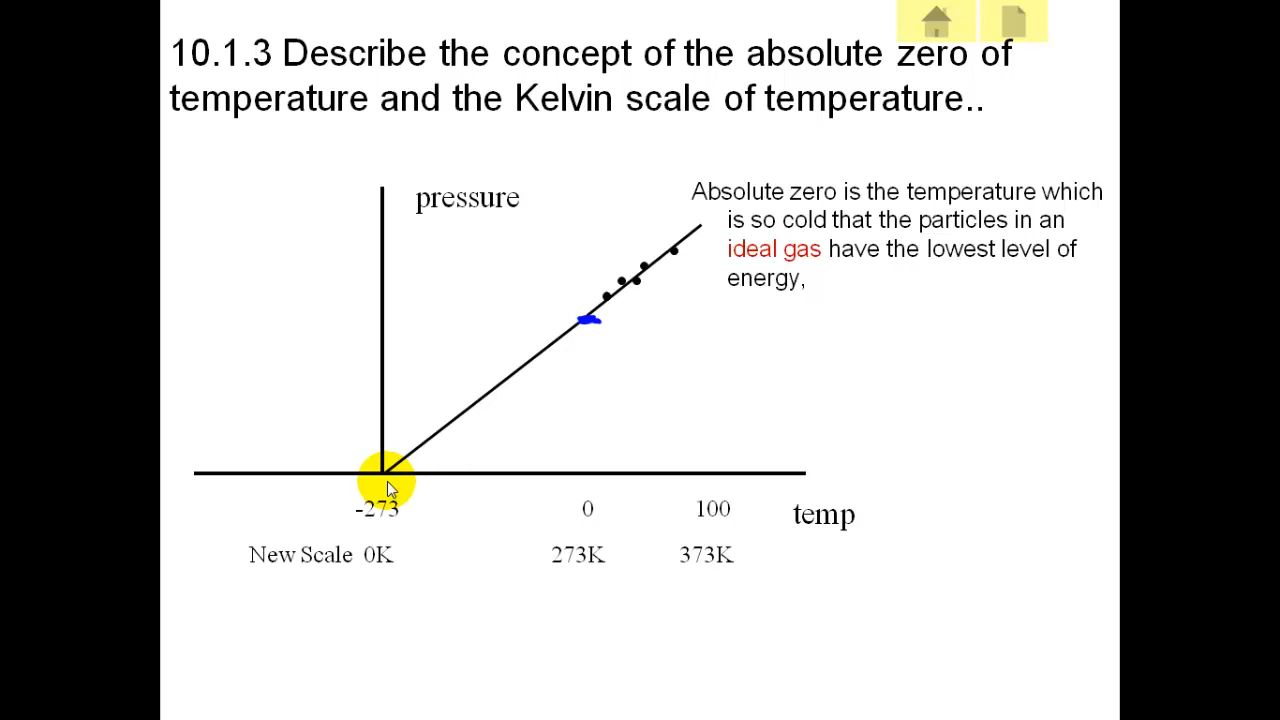 10.1.3 Describe the concept of the absolute zero of
temperature and the Kelvin scale of temperature..
pressure
Absolute zero is the temperature which
is so cold that the particles in an
ideal gas have the lowest level of
energy,
-273 0 100
temp
New Scale 0K 273K 373K